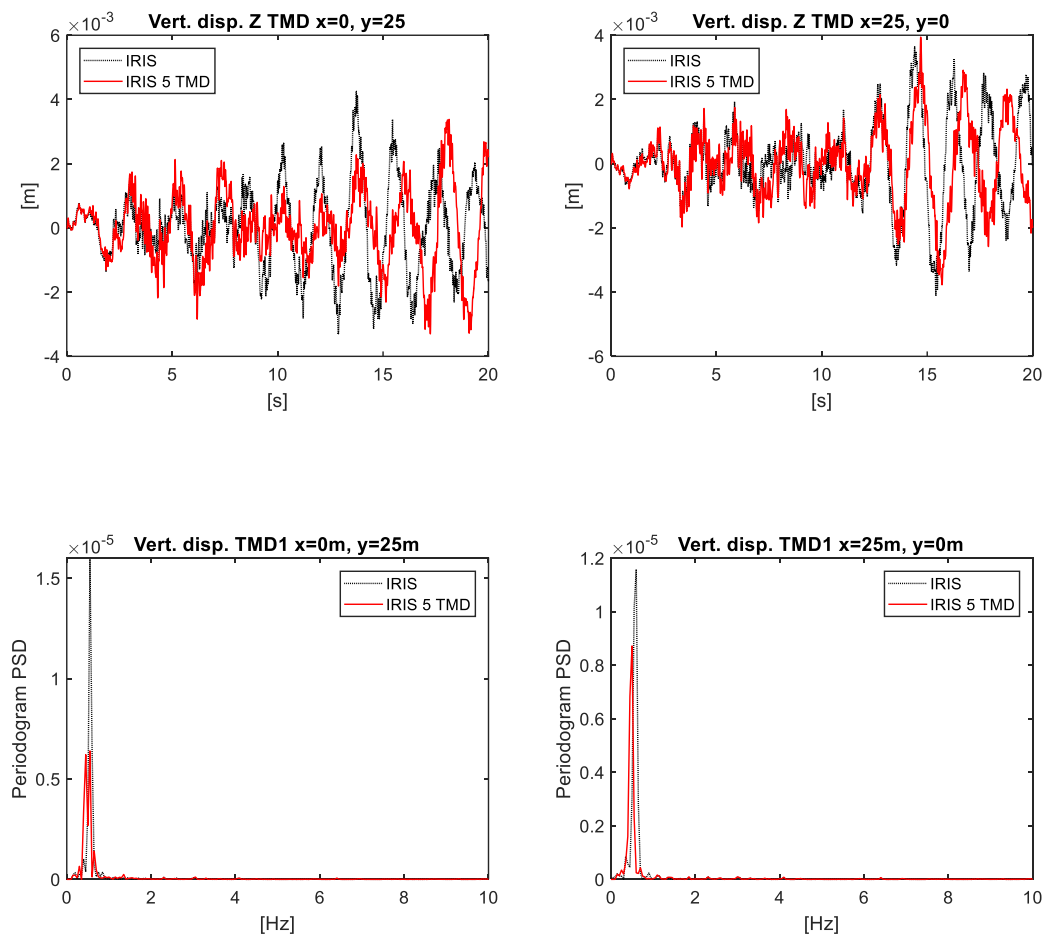 Vert. disp. Z TMD x=0, y=25
×10-3
IRIS
IRIS 5 TMD
6
4
2
0
-2
-4
[m]
0 5 10 15 20
[s]
Vert. disp. Z TMD x=25, y=0
×10-3
IRIS
IRIS 5 TMD
4
2
0
-2
-4
-6
[m]
0 5 10 15 20
[s]
Vert. disp. TMD1 x=0m, y=25m
×10-5
IRIS
IRIS 5 TMD
1.5
1
0.5
0
Periodogram PSD
0 2 4 6 8 10
[Hz]
Vert. disp. TMD1 x=25m, y=0m
×10-5
IRIS
IRIS 5 TMD
1.2
1
0.8
0.6
0.4
0.2
0
Periodogram PSD
0 2 4 6 8 10
[Hz]